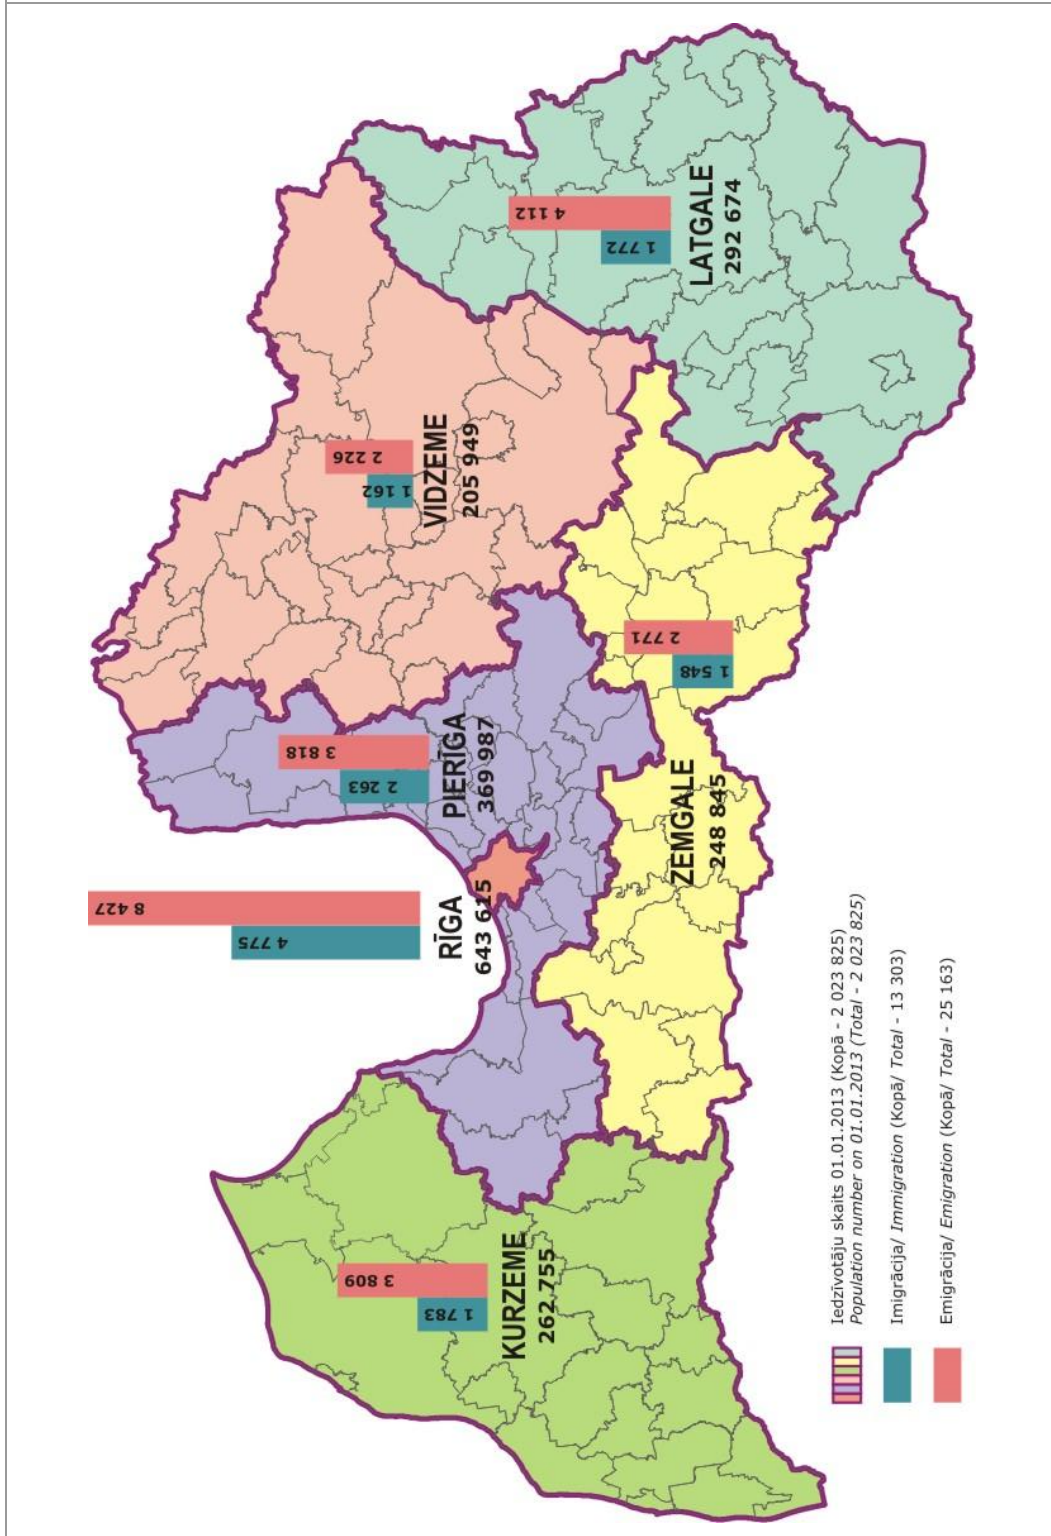 8 427
4 775
RĪGA
643 615
3 809
1 783
KURZEME
262 755
3 818
2 263
PIERĪGA
369 987
2 226
1 162
VIDZEME
205 949
4 112
1 772
LATGALE
292 674
2 771
1 548
ZEMGALE
248 845
Iedzīvotāju skaits 01.01.2013 (Kopā - 2 023 825)
Population number on 01.01.2013 (Total - 2 023 825)
Imigrācija/ Immigration (Kopā/ Total - 13 303)
Emigrācija/ Emigration (Kopā/ Total - 25 163)